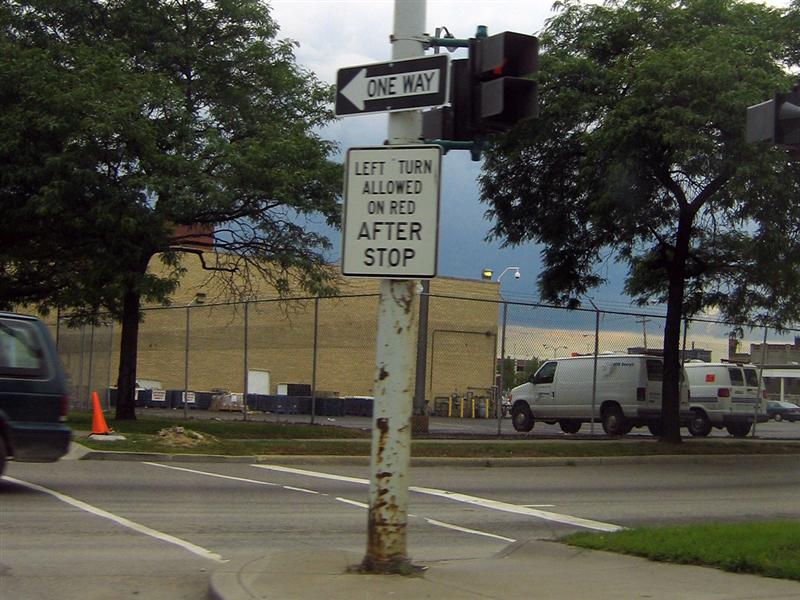 ONE WAY
LEFT TURN
ALLOWED
ON RED
AFTER
STOP